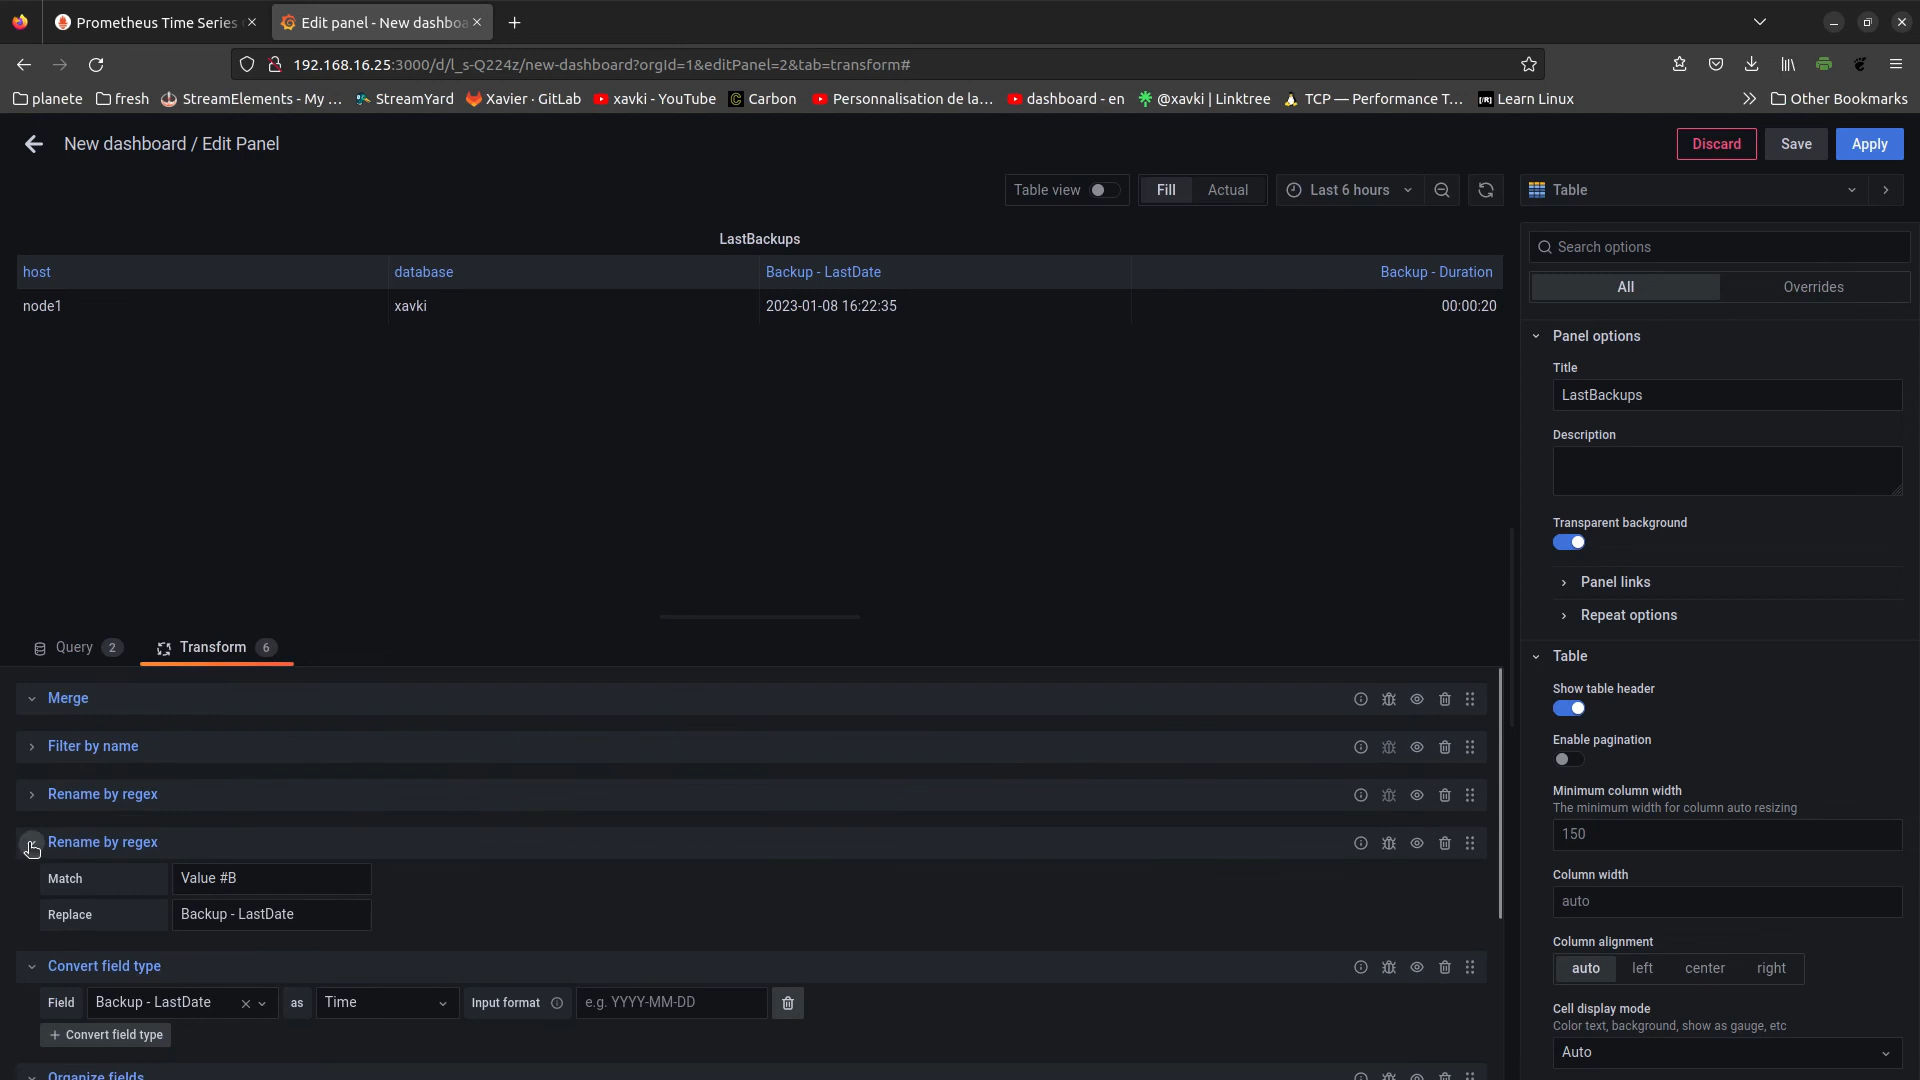 Prometheus Time Series
Edit panel - New dashboa
192.168.16.25:3000/d/l_s-Q224z/new-dashboard?orgId=1&editPanel=2&tab=transform#
planete fresh StreamElements - My ... StreamYard Xavier · GitLab xavki - YouTube Carbon Personnalisation de la... dashboard - en @xavki | Linktree TCP — Performance T... Learn Linux Other Bookmarks
New dashboard / Edit Panel
Discard Save Apply
Table view Fill Actual Last 6 hours Table
LastBackups
host database Backup - LastDate Backup - Duration
node1 xavki 2023-01-08 16:22:35 00:00:20
Query 2 Transform 6
Merge
Filter by name
Rename by regex
Rename by regex
Match Value #B
Replace Backup - LastDate
Convert field type
Field Backup - LastDate as Time Input format e.g. YYYY-MM-DD
+ Convert field type
Organize fields
Search options
All Overrides
Panel options
Title
LastBackups
Description
Transparent background
Panel links
Repeat options
Table
Show table header
Enable pagination
Minimum column width
The minimum width for column auto resizing
150
Column width
auto
Column alignment
auto left center right
Cell display mode
Color text, background, show as gauge, etc
Auto